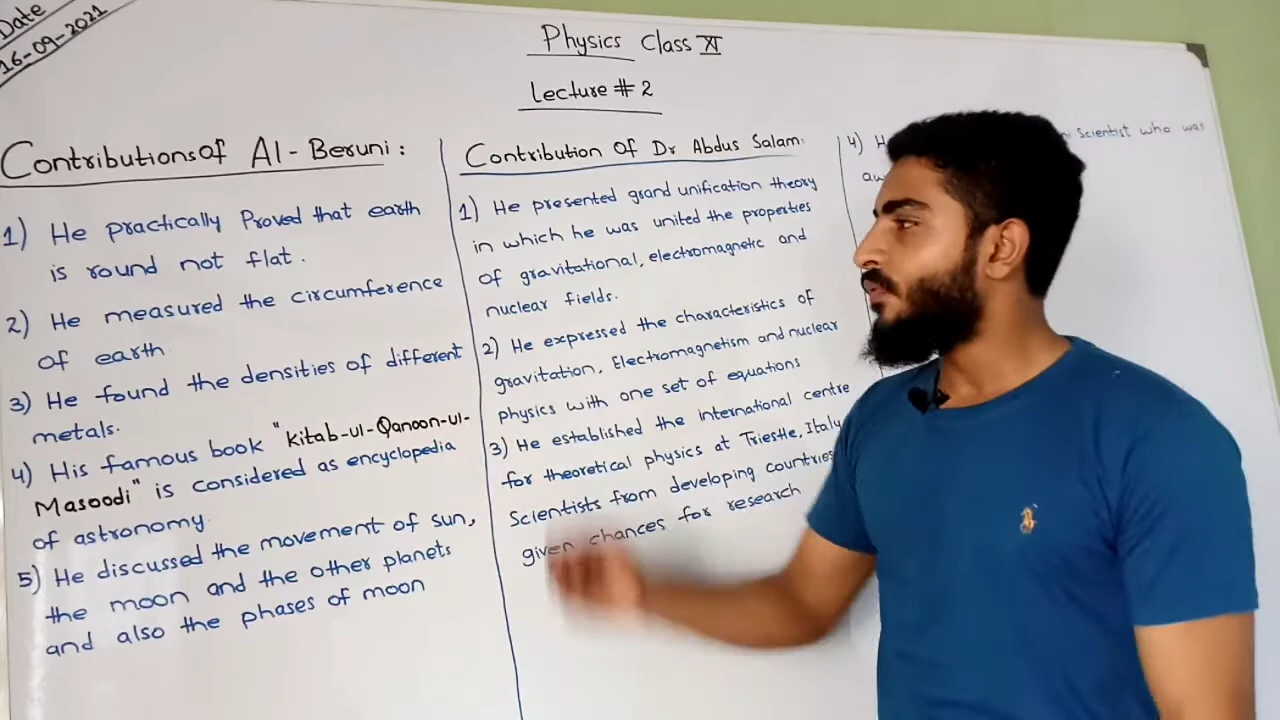 Date
16-09-2021
Physics Class XI
Lecture # 2
Contributions of Al-Beruni:
1) He practically Proved that earth
is round not flat.
2) He measured the circumference
of earth
3) He found the densities of different
metals.
4) His famous book "Kitab-ul-Qanoon-ul-
Masoodi" is considered as encyclopedia
of astronomy.
5) He discussed the movement of sun,
the moon and the other planets
and also the phases of moon
Contribution Of Dr Abdus Salam:
1) He presented grand unification theory
in which he was united the properties
of gravitational, electromagnetic and
nuclear fields.
2) He expressed the characteristics of
gravitation, Electromagnetism and nuclear
physics with one set of equations
3) He established the international centre
for theoretical physics at Triestle, Italy
Scientists from developing countries
given chances for research
4) Scientist who was